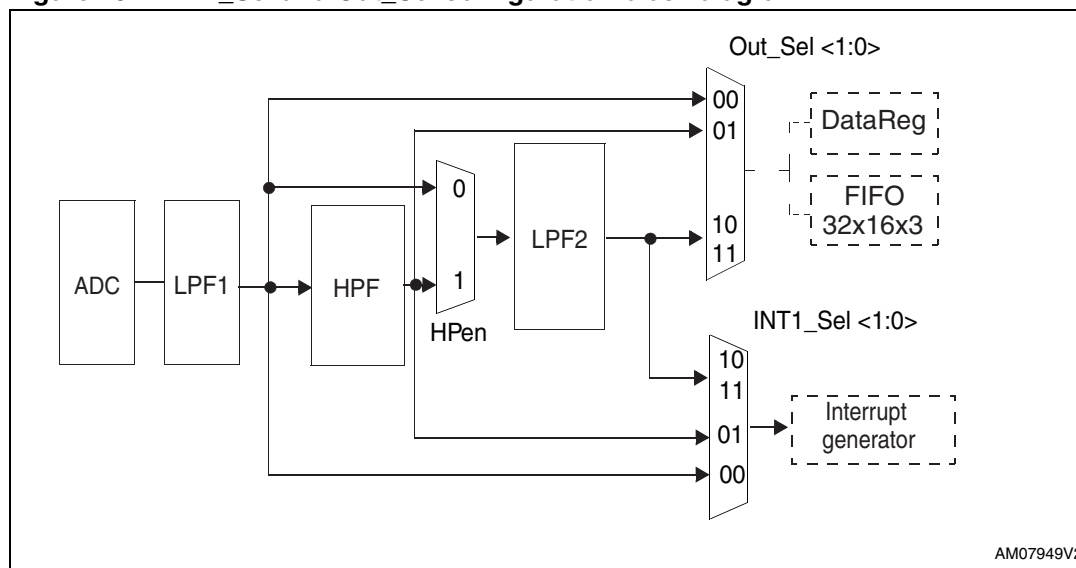 Out_Sel <1:0>
00
01
10
11
DataReg
FIFO
32x16x3
ADC
LPF1
HPF
0
1
HPen
LPF2
INT1_Sel <1:0>
10
11
01
00
Interrupt
generator
AM07949V2